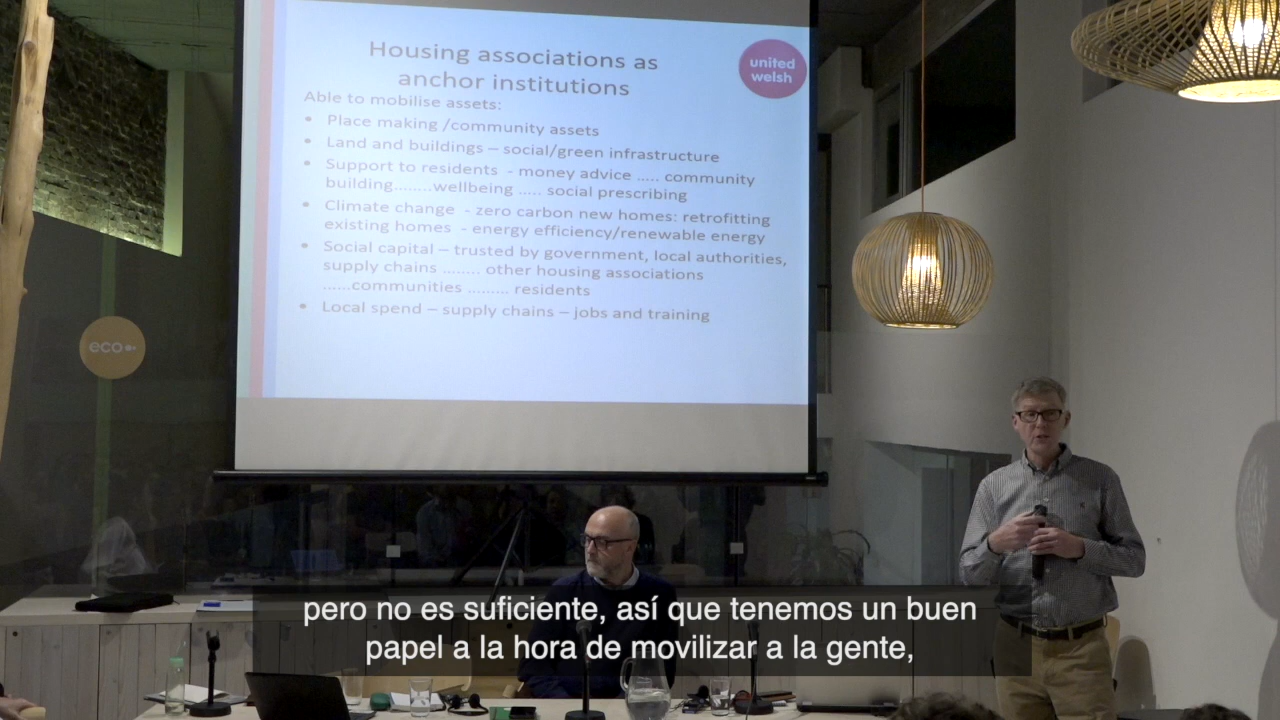 Housing associations as
anchor institutions
united
welsh
Able to mobilise assets:
• Place making /community assets
• Land and buildings – social/green infrastructure
• Support to residents - money advice ..... community
building........wellbeing ..... social prescribing
• Climate change - zero carbon new homes: retrofitting
existing homes - energy efficiency/renewable energy
• Social capital – trusted by government, local authorities,
supply chains ........ other housing associations
......communities ......... residents
• Local spend – supply chains – jobs and training
eco
pero no es suficiente, así que tenemos un buen
papel a la hora de movilizar a la gente,